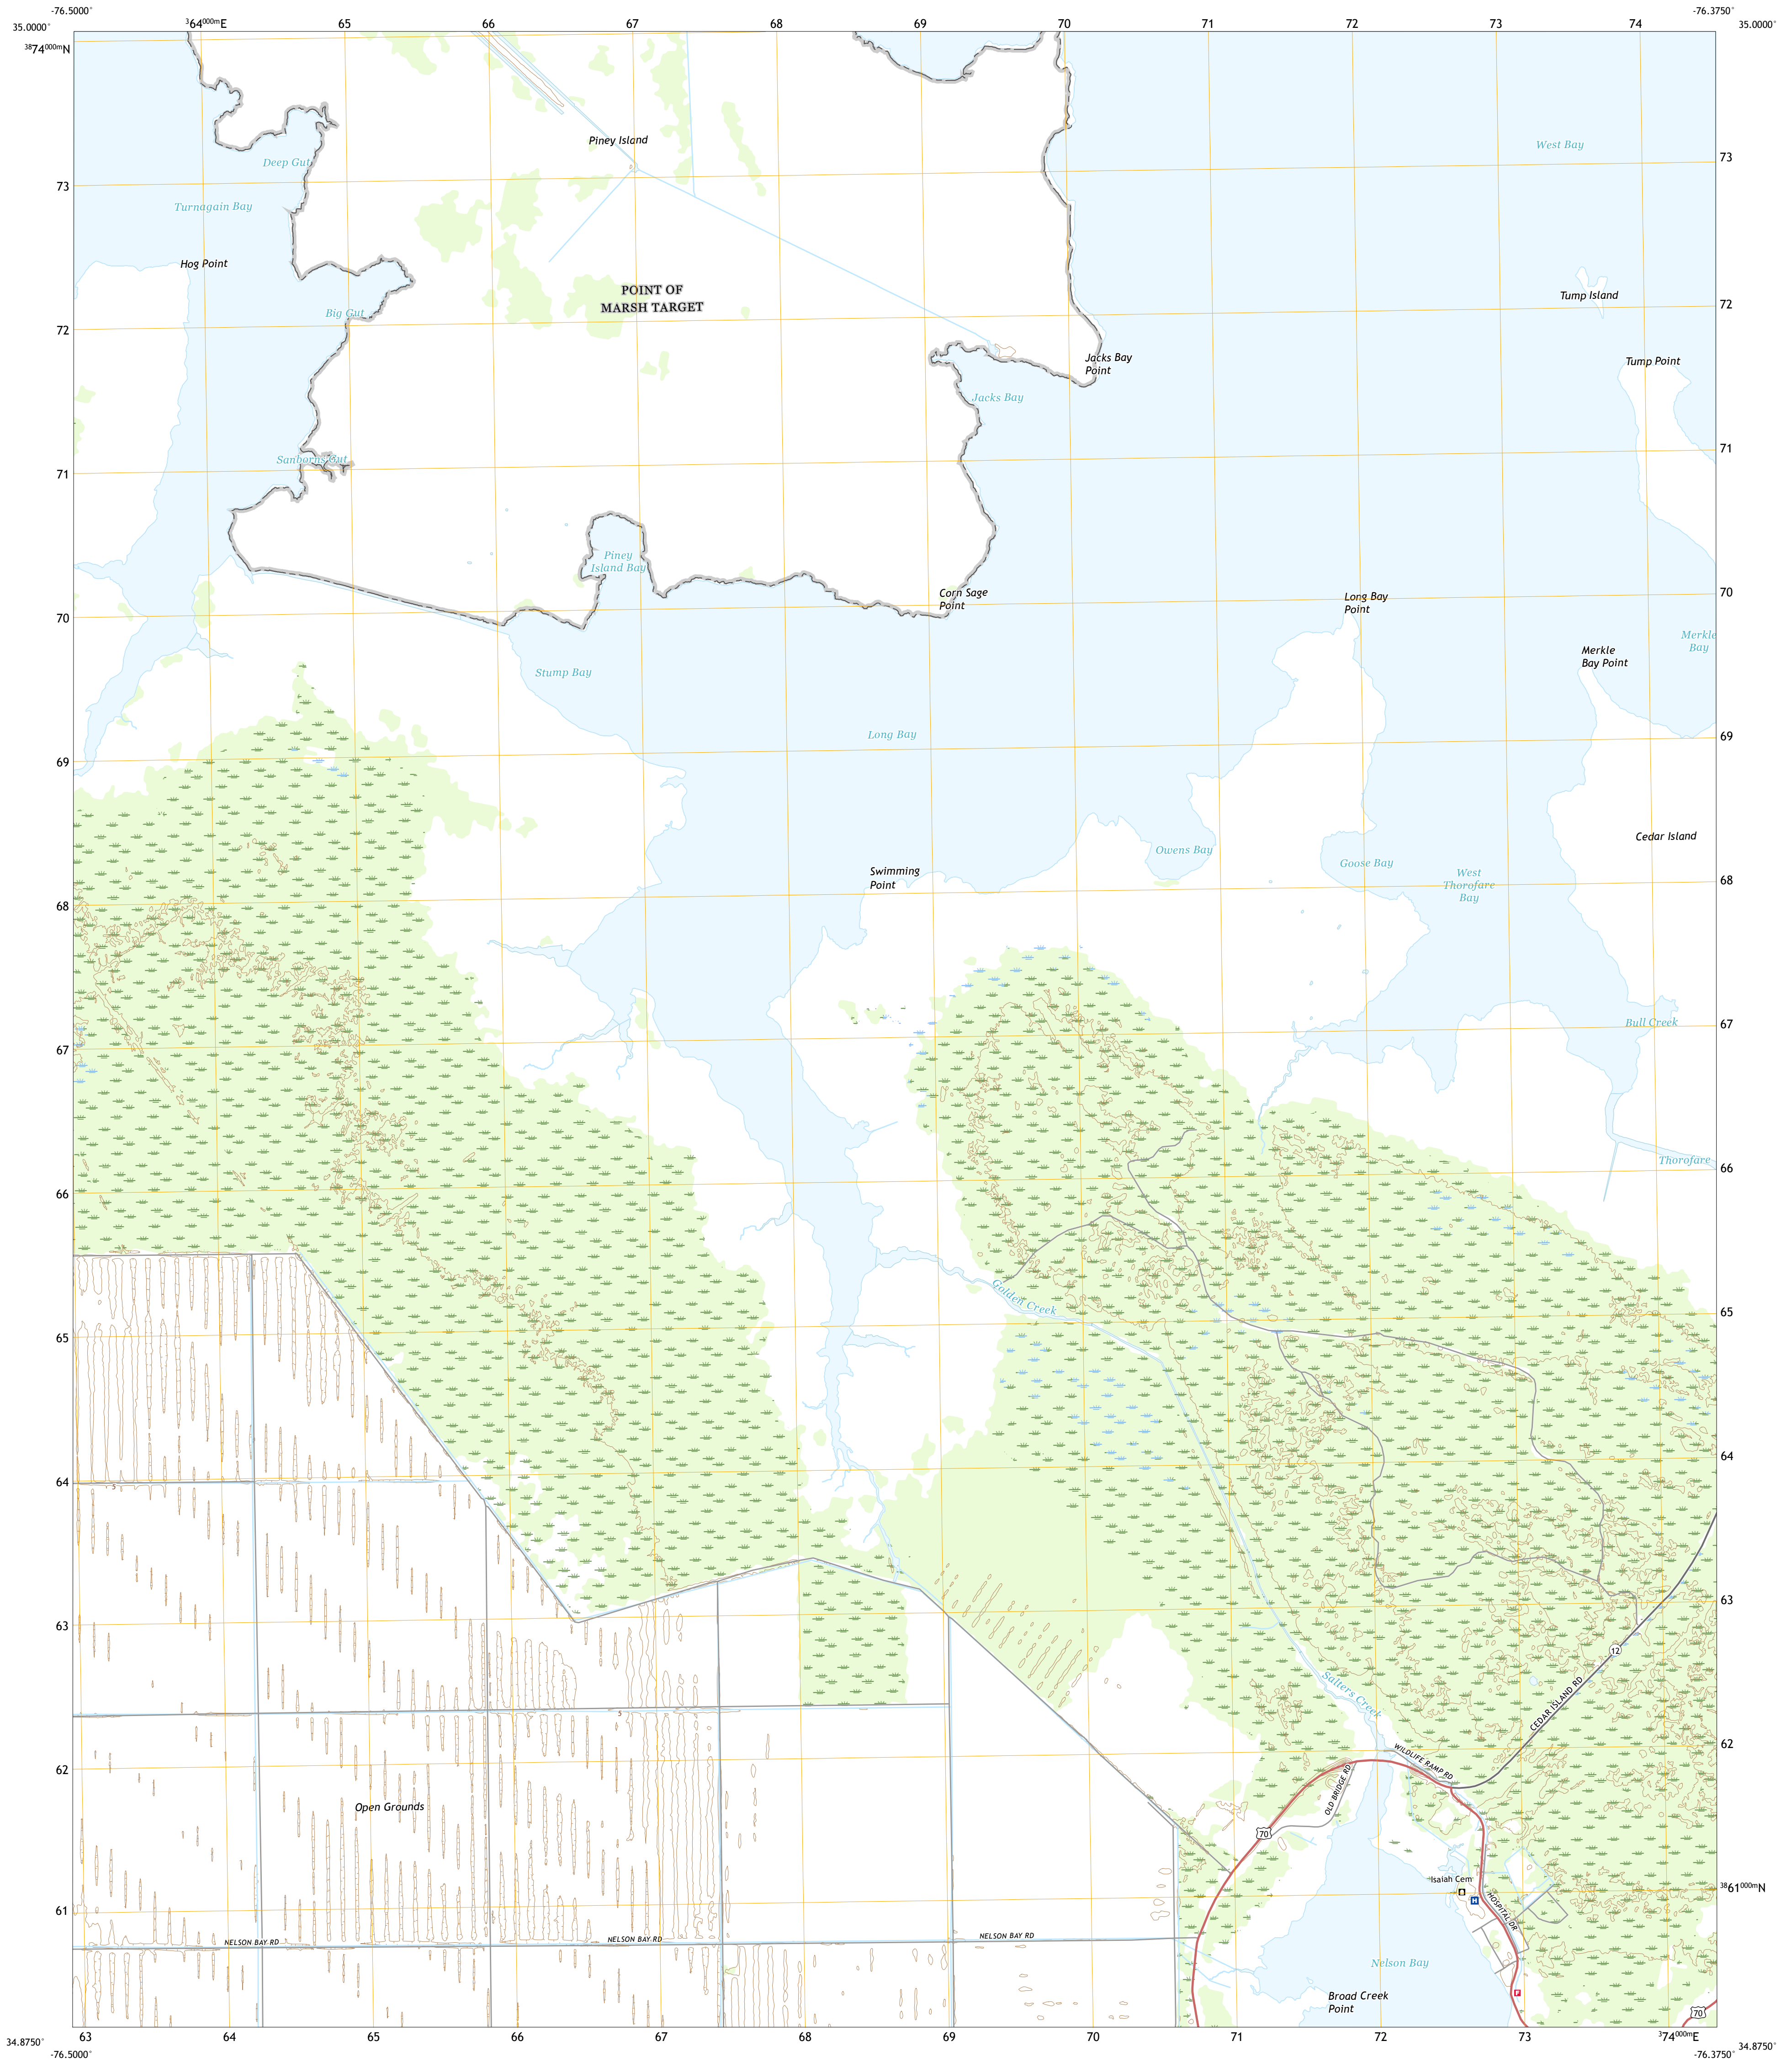 -76.5000°
-76.3750°
35.0000°
³64⁰⁰⁰ᵐE
65
66
67
68
69
70
71
72
73
74
35.0000°
³⁸74⁰⁰⁰ᵐN
Piney Island
West Bay
73
Deep Gut
73
Turnagain Bay
Hog Point
POINT OF
MARSH TARGET
Tump Island
72
Big Gut
72
Jacks Bay
Point
Tump Point
Jacks Bay
71
Sanborns Gut
71
Piney
Island Bay
Corn Sage
Point
Long Bay
Point
70
70
Merkle
Bay
Merkle
Bay Point
Stump Bay
Long Bay
69
69
Cedar Island
Owens Bay
Goose Bay
Swimming
Point
West
Thorofare
Bay
68
68
Bull Creek
67
67
Thorofare
66
66
Golden Creek
65
65
64
64
5
63
63
12
Salters Creek
CEDAR ISLAND RD
5
62
WILDLIFE RAMP RD
62
OLD BRIDGE RD
Open Grounds
70
Isaiah Cem
H
³⁸61⁰⁰⁰ᵐN
HOSPITAL DR
61
NELSON BAY RD
NELSON BAY RD
NELSON BAY RD
Nelson Bay
F
Broad Creek
Point
70
34.8750°
63
64
65
66
67
68
69
70
71
72
73
³74⁰⁰⁰ᵐE
34.8750°
-76.5000°
-76.3750°